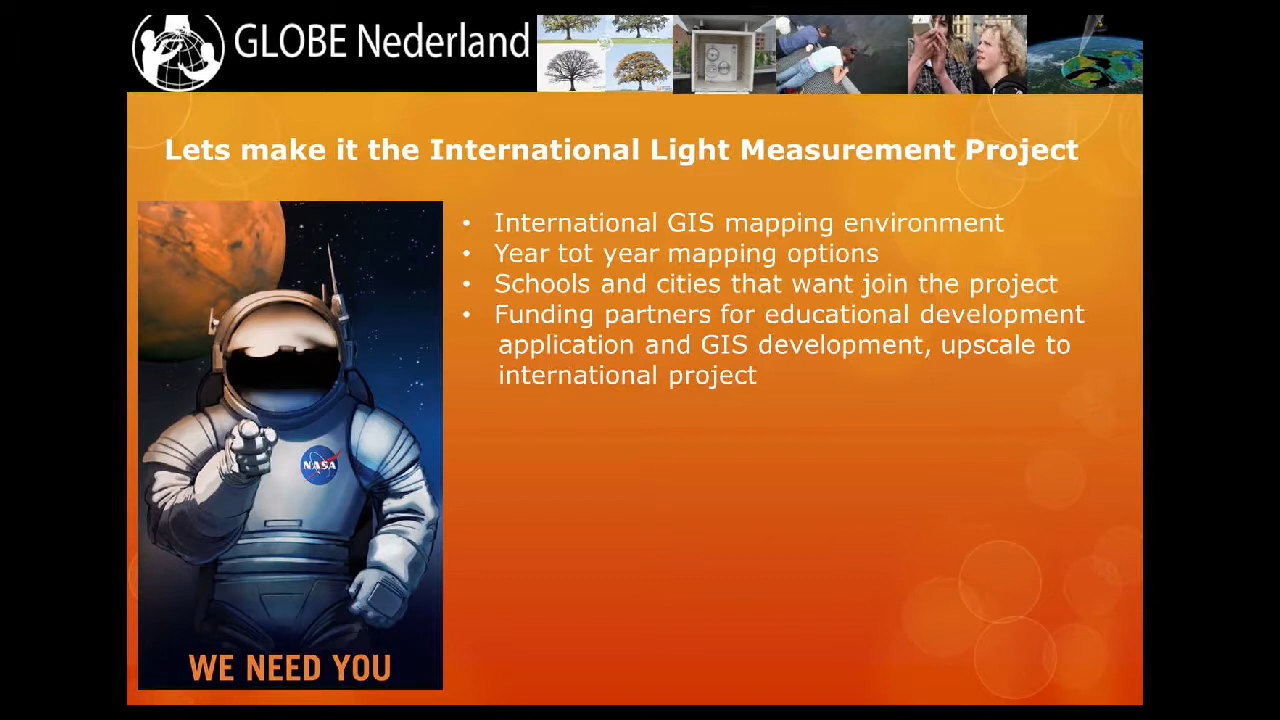 GLOBE Nederland
Lets make it the International Light Measurement Project
• International GIS mapping environment
• Year tot year mapping options
• Schools and cities that want join the project
• Funding partners for educational development
application and GIS development, upscale to
international project
NASA
WE NEED YOU